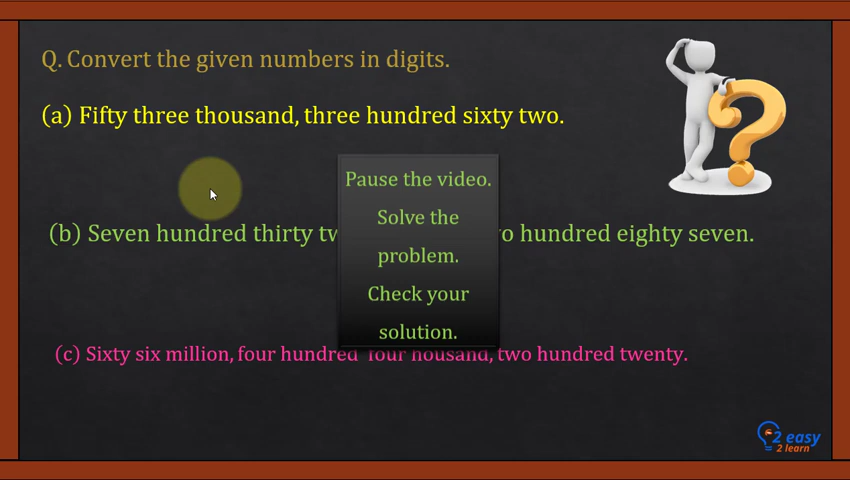 Q. Convert the given numbers in digits.
(a) Fifty three thousand, three hundred sixty two.
Pause the video.
Solve the
problem.
Check your
solution.
(b) Seven hundred thirty hundred eighty seven.
(c) Sixty six million, four hundred four housand, two hundred twenty.
2 easy
2 learn